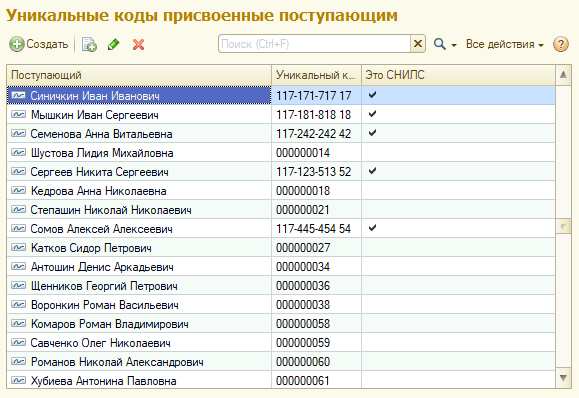 Уникальные коды присвоенные поступающим
Создать Поиск (Ctrl+F) Все действия
Поступающий Уникальный к... Это СНИЛС
Синичкин Иван Иванович 117-171-717 17
Мышкин Иван Сергеевич 117-181-818 18
Семенова Анна Витальевна 117-242-242 42
Шустова Лидия Михайловна 000000014
Сергеев Никита Сергеевич 117-123-513 52
Кедрова Анна Николаевна 000000018
Степашин Николай Николаевич 000000021
Сомов Алексей Алексеевич 117-445-454 54
Катков Сидор Петрович 000000027
Антошин Денис Аркадьевич 000000034
Щенников Георгий Петрович 000000036
Воронкин Роман Васильевич 000000038
Комаров Роман Владимирович 000000058
Савченко Олег Николаевич 000000059
Романов Николай Александрович 000000060
Хубиева Антонина Павловна 000000061